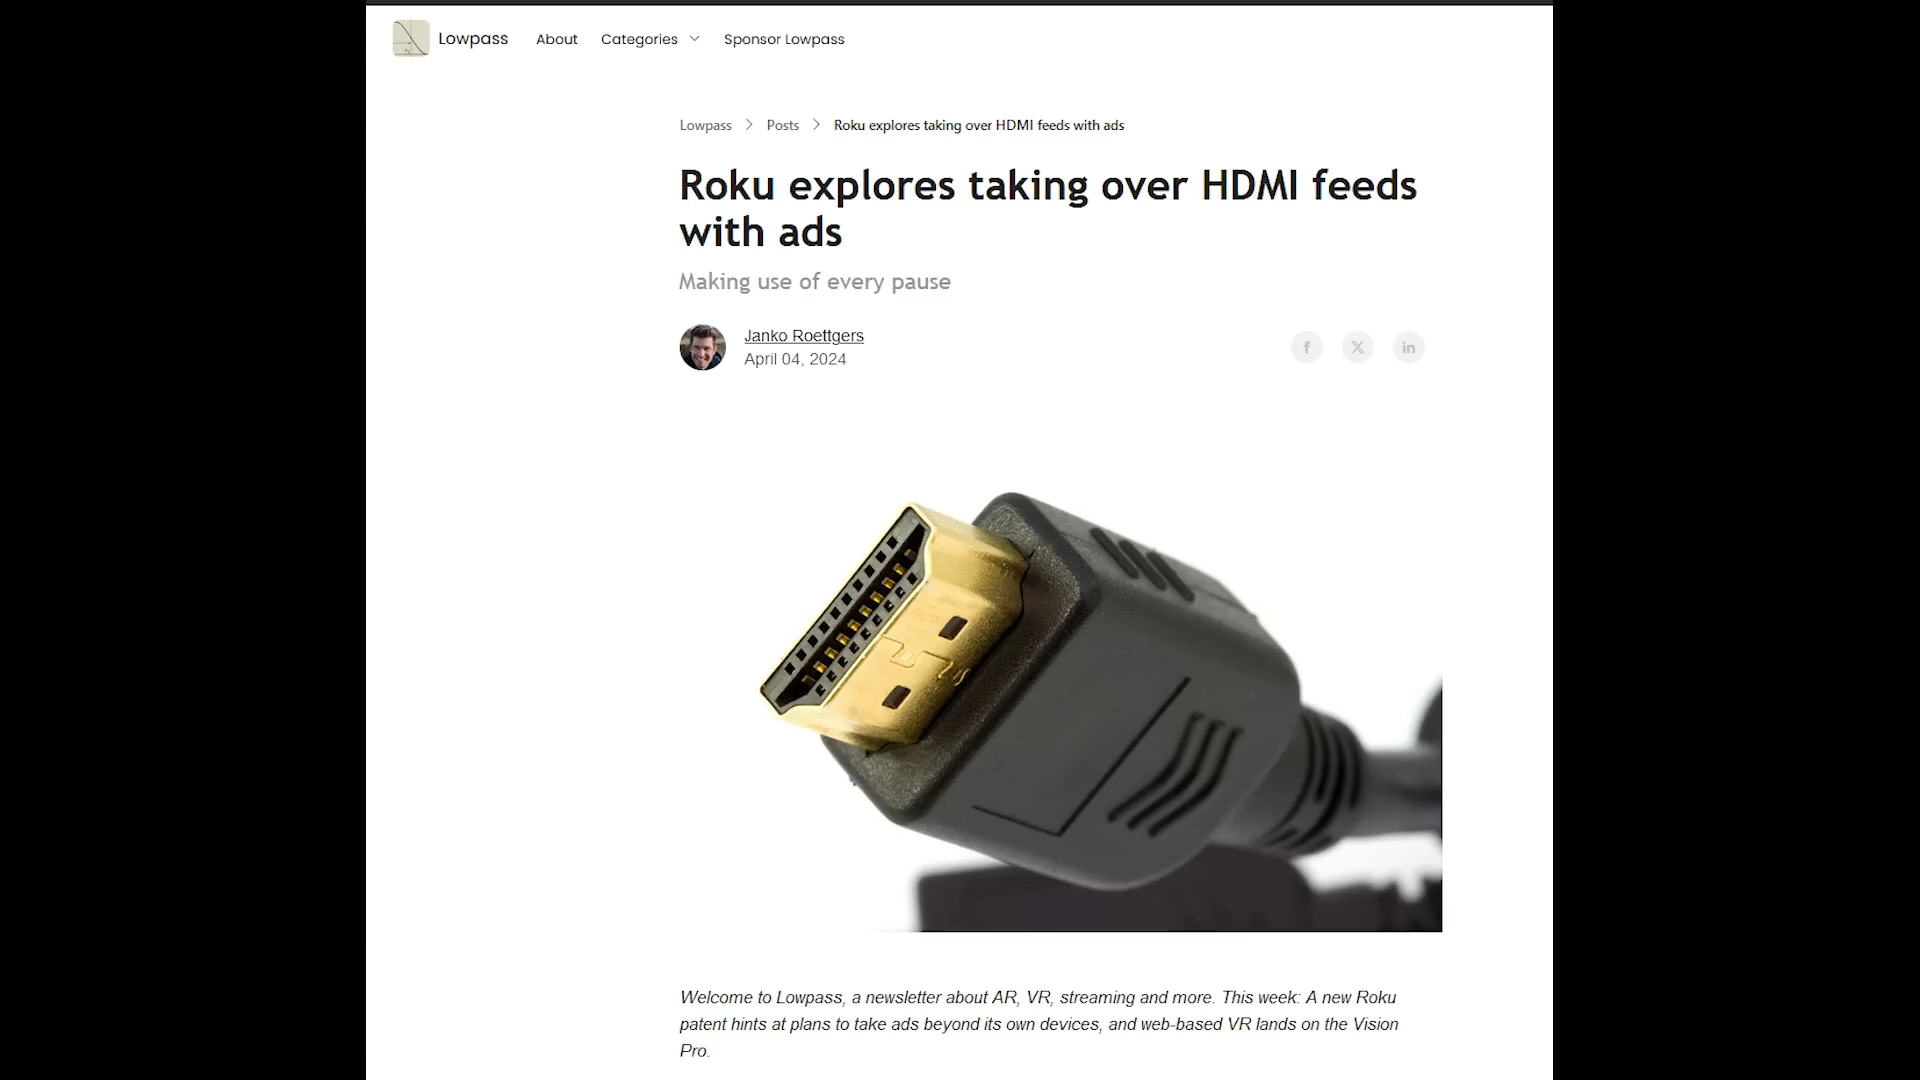 Lowpass
About
Categories
Sponsor Lowpass
Lowpass
Posts
Roku explores taking over HDMI feeds with ads
Roku explores taking over HDMI feeds
with ads
Making use of every pause
Janko Roettgers
April 04, 2024
Welcome to Lowpass, a newsletter about AR, VR, streaming and more. This week: A new Roku
patent hints at plans to take ads beyond its own devices, and web-based VR lands on the Vision
Pro.